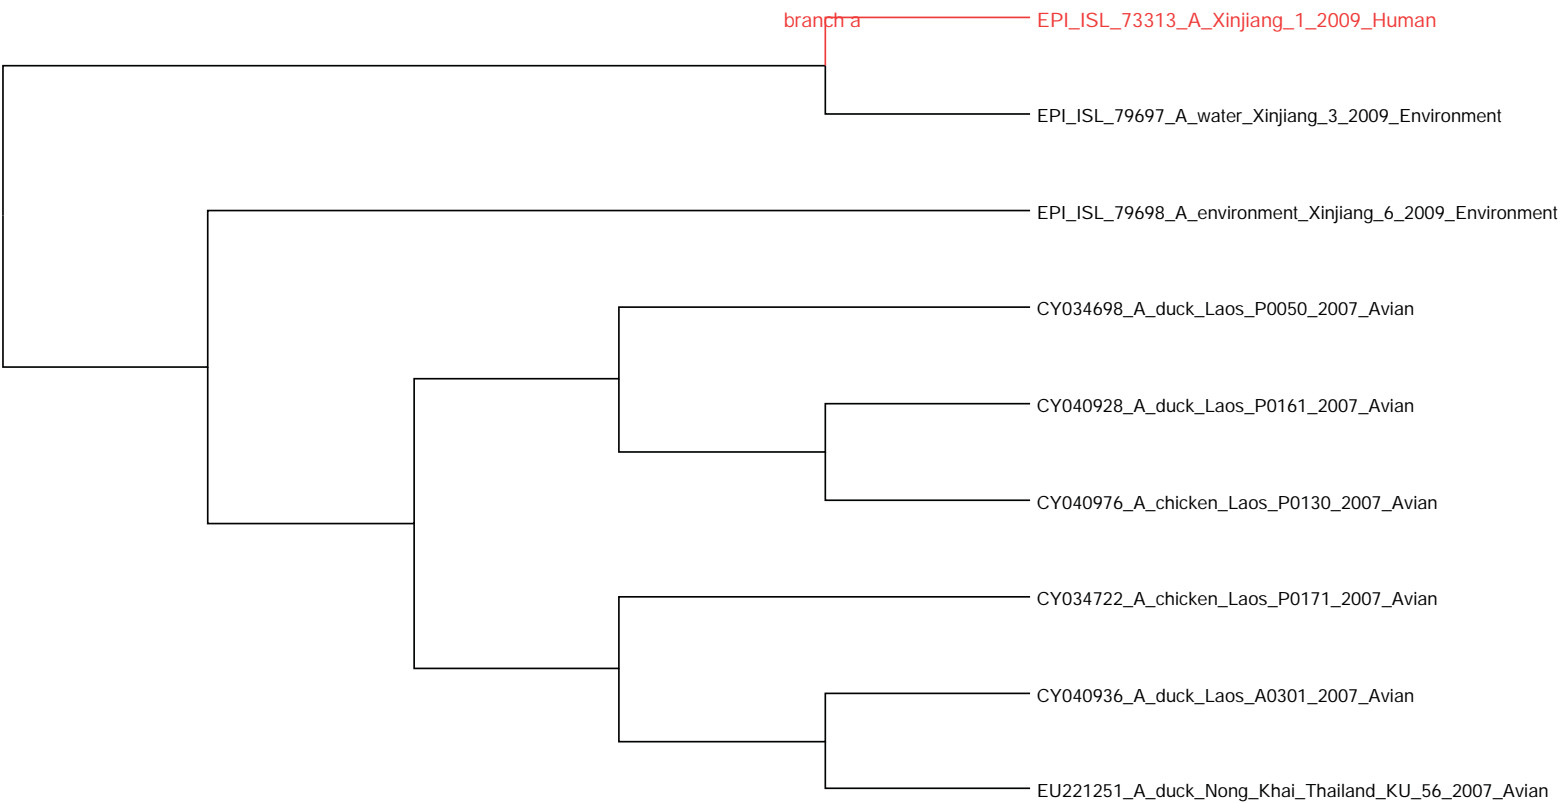 branch a EPI_ISL_73313_A_Xinjiang_1_2009_Human
EPI_ISL_79697_A_water_Xinjiang_3_2009_Environment
EPI_ISL_79698_A_environment_Xinjiang_6_2009_Environment
CY034698_A_duck_Laos_P0050_2007_Avian
CY040928_A_duck_Laos_P0161_2007_Avian
CY040976_A_chicken_Laos_P0130_2007_Avian
CY034722_A_chicken_Laos_P0171_2007_Avian
CY040936_A_duck_Laos_A0301_2007_Avian
EU221251_A_duck_Nong_Khai_Thailand_KU_56_2007_Avian